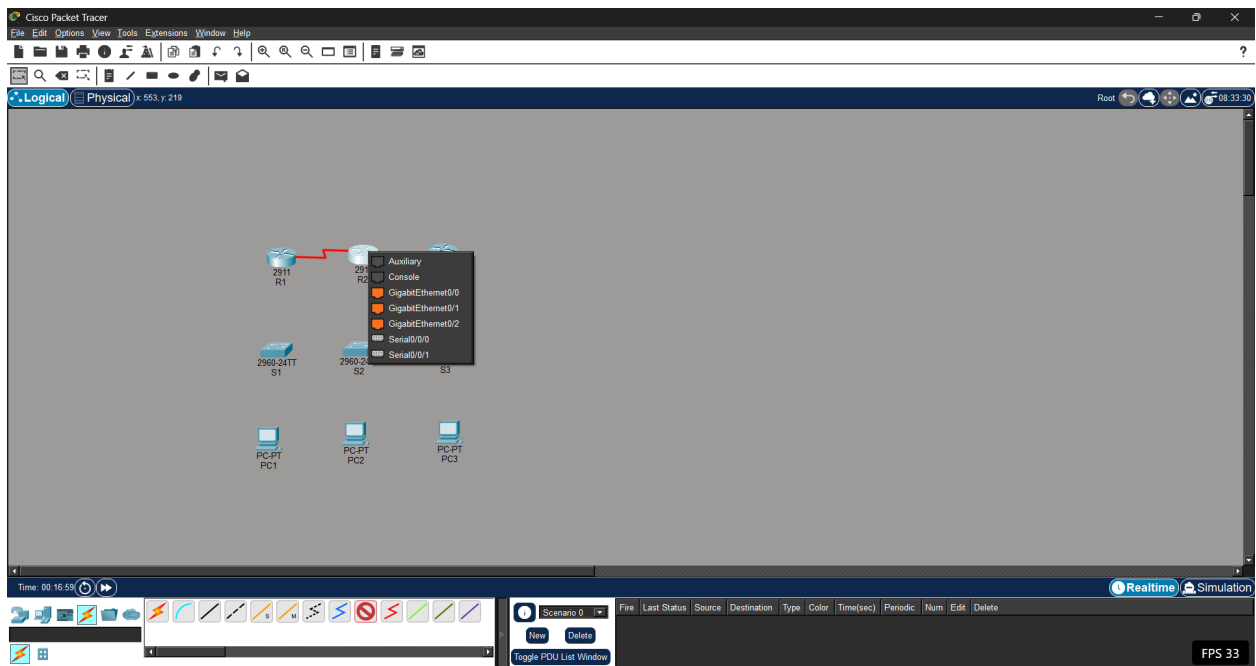 Cisco Packet Tracer
File Edit Options View Tools Extensions Window Help
?
Logical Physical x: 553, y: 219
Root 08:33:30
2911
R1
291
R2
Auxiliary
Console
GigabitEthernet0/0
GigabitEthernet0/1
GigabitEthernet0/2
Serial0/0/0
Serial0/0/1
2960-24TT
S1
2960-24
S2
S3
PC-PT
PC1
PC-PT
PC2
PC-PT
PC3
Time: 00:16:59
Realtime Simulation
S M
Scenario 0
New Delete
Toggle PDU List Window
Fire Last Status Source Destination Type Color Time(sec) Periodic Num Edit Delete
FPS 33